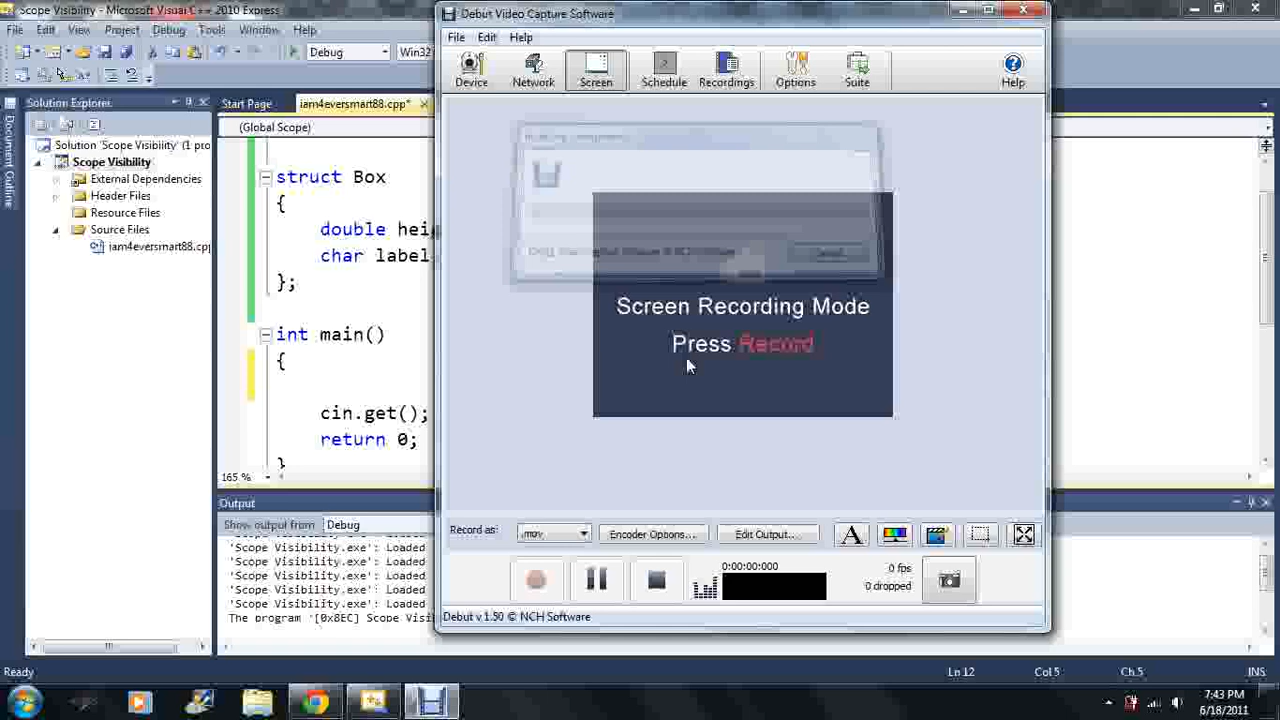 Scope Visibility - Microsoft Visual C++ 2010 Express
File Edit View Project Debug Tools Window Help
Debug
Win32
Solution Explorer
Document Outline
Solution 'Scope Visibility' (1 pro
Scope Visibility
External Dependencies
Header Files
Resource Files
Source Files
iam4eversmart88.cpp
Start Page
iam4eversmart88.cpp*
(Global Scope)
struct Box
{
double heig
char label
};
int main()
{
cin.get();
return 0;
}
165 %
Output
Show output from
Debug
'Scope Visibility.exe': Loaded
'Scope Visibility.exe': Loaded
'Scope Visibility.exe': Loaded
'Scope Visibility.exe': Loaded
'Scope Visibility.exe': Loaded
The program '[0x8EC] Scope Visi
Debut Video Capture Software
File Edit Help
Device Network Screen Schedule Recordings Options Suite Help
Screen Recording Mode
Press Record
Record as:
.mov
Encoder Options...
Edit Output...
A
0:00:00:000
0 fps
0 dropped
Debut v 1.50 © NCH Software
Ready
Ln 12
Col 5
Ch 5
INS
7:43 PM
6/18/2011